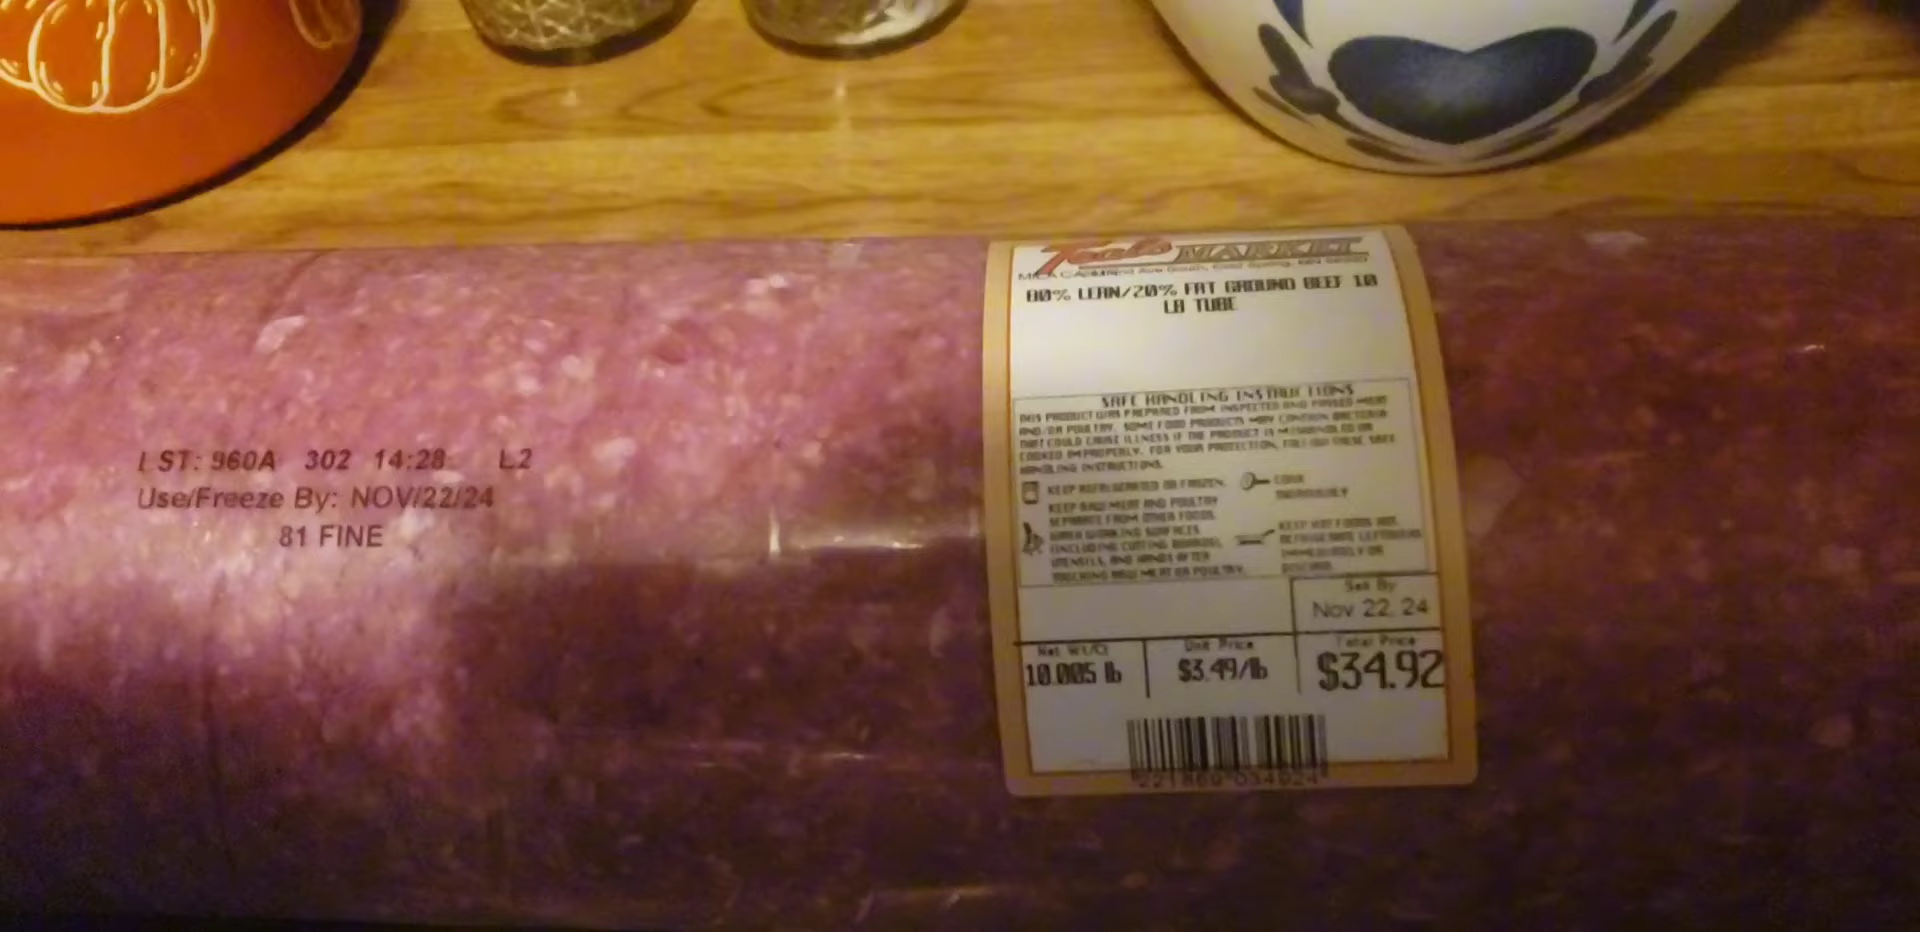 MARKET
80% LEAN/20% FAT GROUND BEEF 10
LB TUBE
SAFE HANDLING INSTRUCTIONS
THIS PRODUCT WAS PREPARED FROM INSPECTED AND PASSED MEAT
AND/OR POULTRY. SOME FOOD PRODUCTS MAY CONTAIN BACTERIA
THAT COULD CAUSE ILLNESS IF THE PRODUCT IS MISHANDLED OR
COOKED IMPROPERLY. FOR YOUR PROTECTION, FOLLOW THESE SAFE
HANDLING INSTRUCTIONS.
KEEP REFRIGERATED OR FROZEN.
KEEP RAW MEAT AND POULTRY
SEPARATE FROM OTHER FOODS.
WASH WORKING SURFACES
(INCLUDING CUTTING BOARDS),
UTENSILS, AND HANDS AFTER
TOUCHING RAW MEAT OR POULTRY.
COOK
THOROUGHLY
KEEP HOT FOODS HOT.
REFRIGERATE LEFTOVERS
IMMEDIATELY OR
DISCARD.
Sell By
Nov 22, 24
Net Wt/Ct
10.005 lb
Unit Price
$3.49/lb
Total Price
$34.92
ST: 960A 302 14:28 L2
Use/Freeze By: NOV/22/24
81 FINE